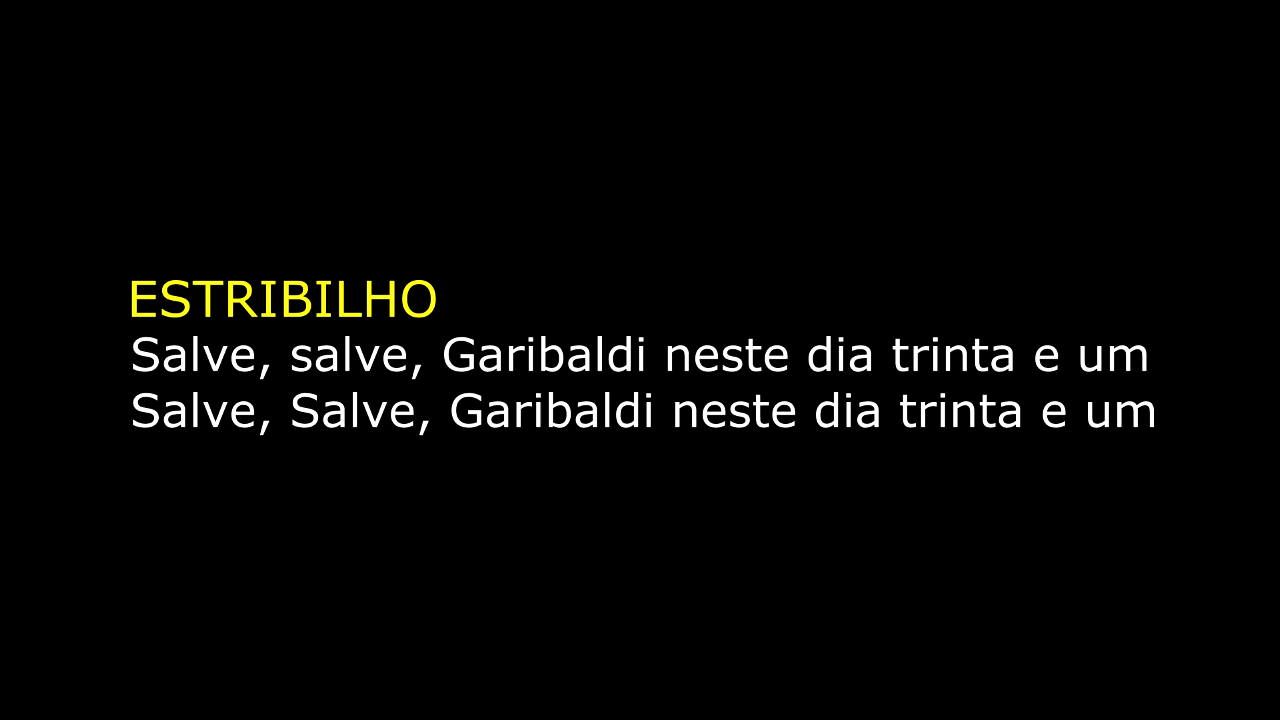 ESTRIBILHO
Salve, salve, Garibaldi neste dia trinta e um
Salve, Salve, Garibaldi neste dia trinta e um